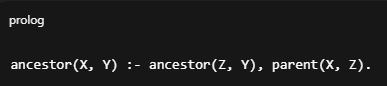 prolog
ancestor(X, Y) :- ancestor(Z, Y), parent(X, Z).